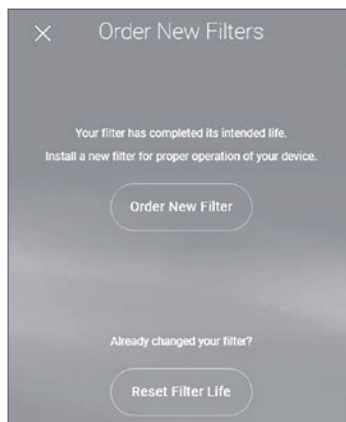 Order New Filters
Your filter has completed its intended life.
Install a new filter for proper operation of your device.
Order New Filter
Already changed your filter?
Reset Filter Life